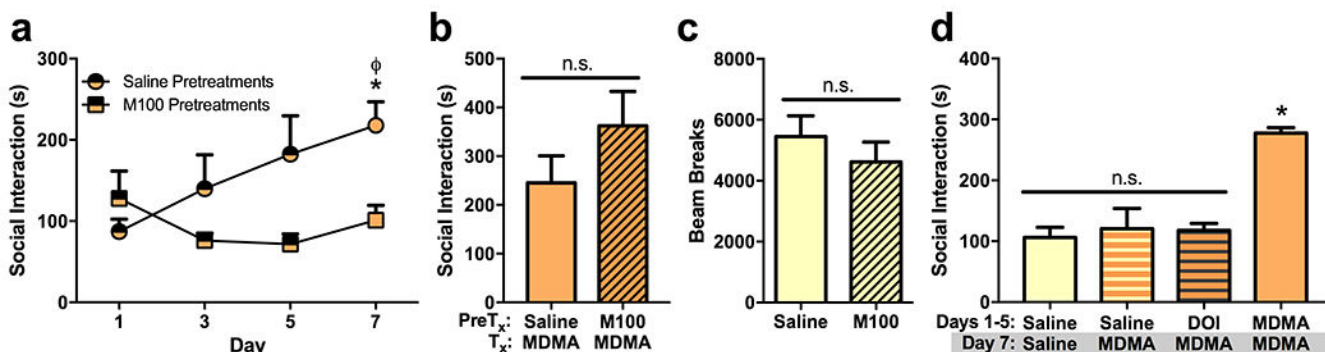 a
Social Interaction (s)
300
200
100
0
Saline Pretreatments
M100 Pretreatments
ϕ
*
1 3 5 7
Day
b
Social Interaction (s)
500
400
300
200
100
0
n.s.
PreTx: Saline M100
Tx: MDMA MDMA
c
Beam Breaks
8000
6000
4000
2000
0
n.s.
Saline M100
d
Social Interaction (s)
400
300
200
100
0
n.s.
*
Days 1-5: Saline Saline DOI MDMA
Day 7: Saline MDMA MDMA MDMA